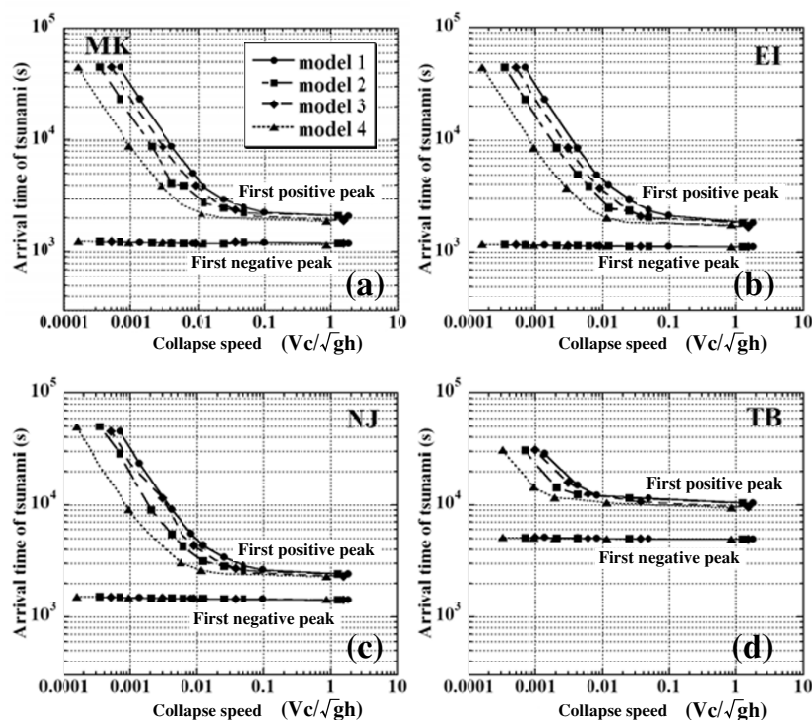 MK
model 1
model 2
model 3
model 4
10^5
10^4
10^3
Arrival time of tsunami (s)
First positive peak
First negative peak
(a)
0.0001 0.001 0.01 0.1 1 10
Collapse speed (Vc/√gh)
EI
10^5
10^4
10^3
Arrival time of tsunami (s)
First positive peak
First negative peak
(b)
0.0001 0.001 0.01 0.1 1 10
Collapse speed (Vc/√gh)
NJ
10^5
10^4
10^3
Arrival time of tsunami (s)
First positive peak
First negative peak
(c)
0.0001 0.001 0.01 0.1 1 10
Collapse speed (Vc/√gh)
TB
10^5
10^4
10^3
Arrival time of tsunami (s)
First positive peak
First negative peak
(d)
0.0001 0.001 0.01 0.1 1 10
Collapse speed (Vc/√gh)